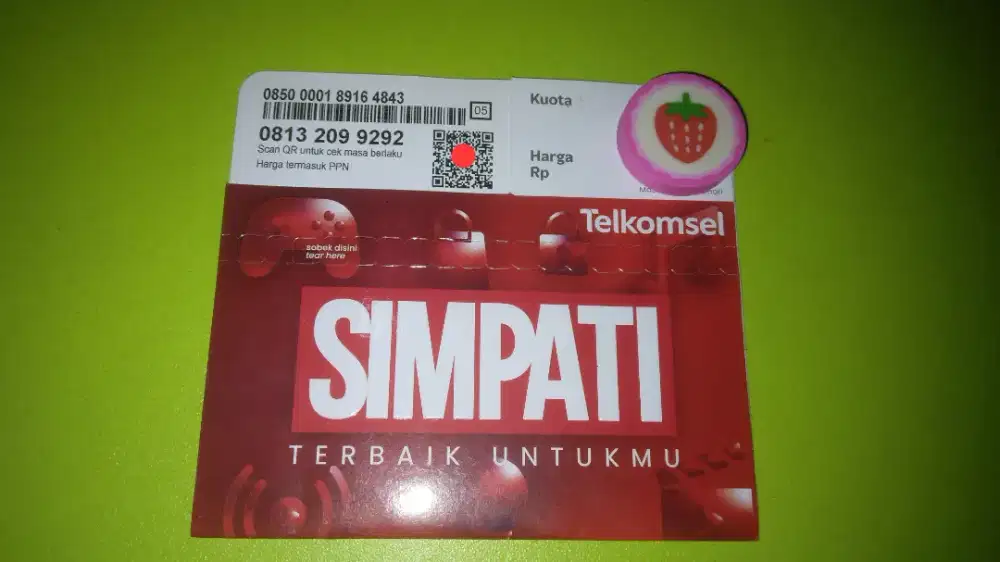 0850 0001 8916 4843
05
0813 209 9292
Scan QR untuk cek masa berlaku
Harga termasuk PPN
Kuota
Harga
Rp
Telkomsel
sobek disini
tear here
SIMPATI
TERBAIK UNTUKMU